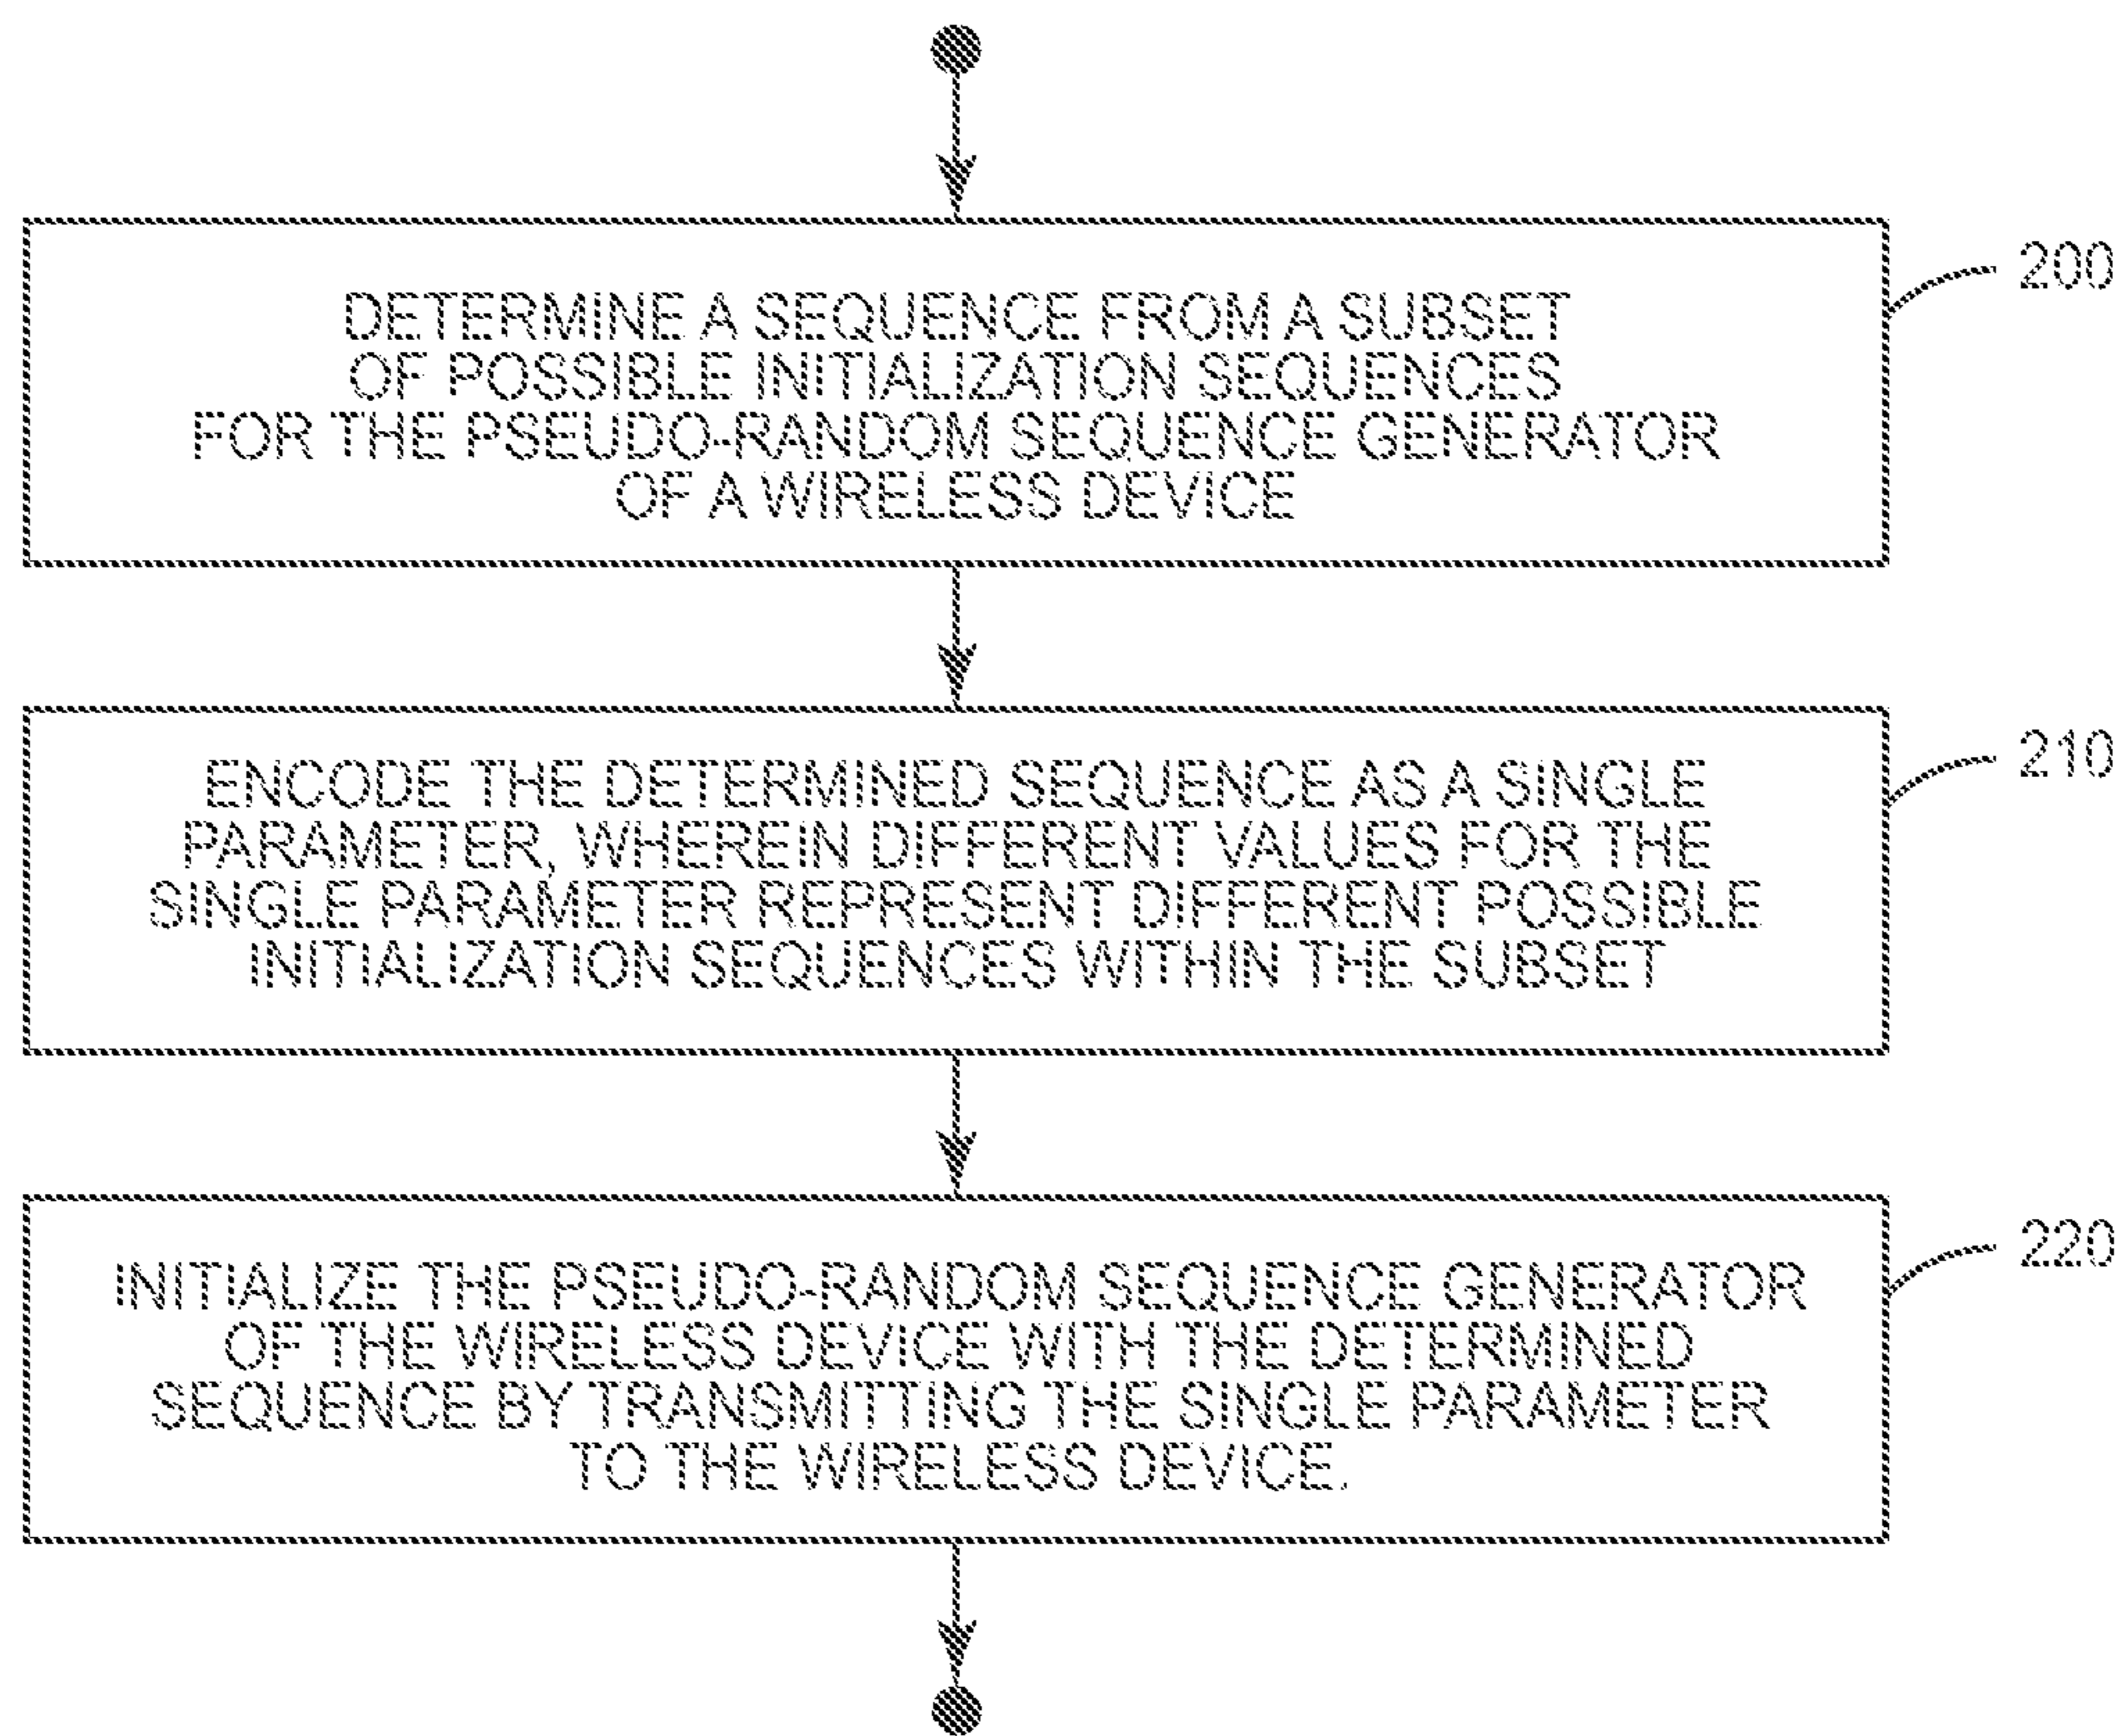 200
DETERMINE A SEQUENCE FROM A SUBSET
OF POSSIBLE INITIALIZATION SEQUENCES
FOR THE PSEUDO-RANDOM SEQUENCE GENERATOR
OF A WIRELESS DEVICE
210
ENCODE THE DETERMINED SEQUENCE AS A SINGLE
PARAMETER, WHEREIN DIFFERENT VALUES FOR THE
SINGLE PARAMETER REPRESENT DIFFERENT POSSIBLE
INITIALIZATION SEQUENCES WITHIN THE SUBSET
220
INITIALIZE THE PSEUDO-RANDOM SEQUENCE GENERATOR
OF THE WIRELESS DEVICE WITH THE DETERMINED
SEQUENCE BY TRANSMITTING THE SINGLE PARAMETER
TO THE WIRELESS DEVICE.